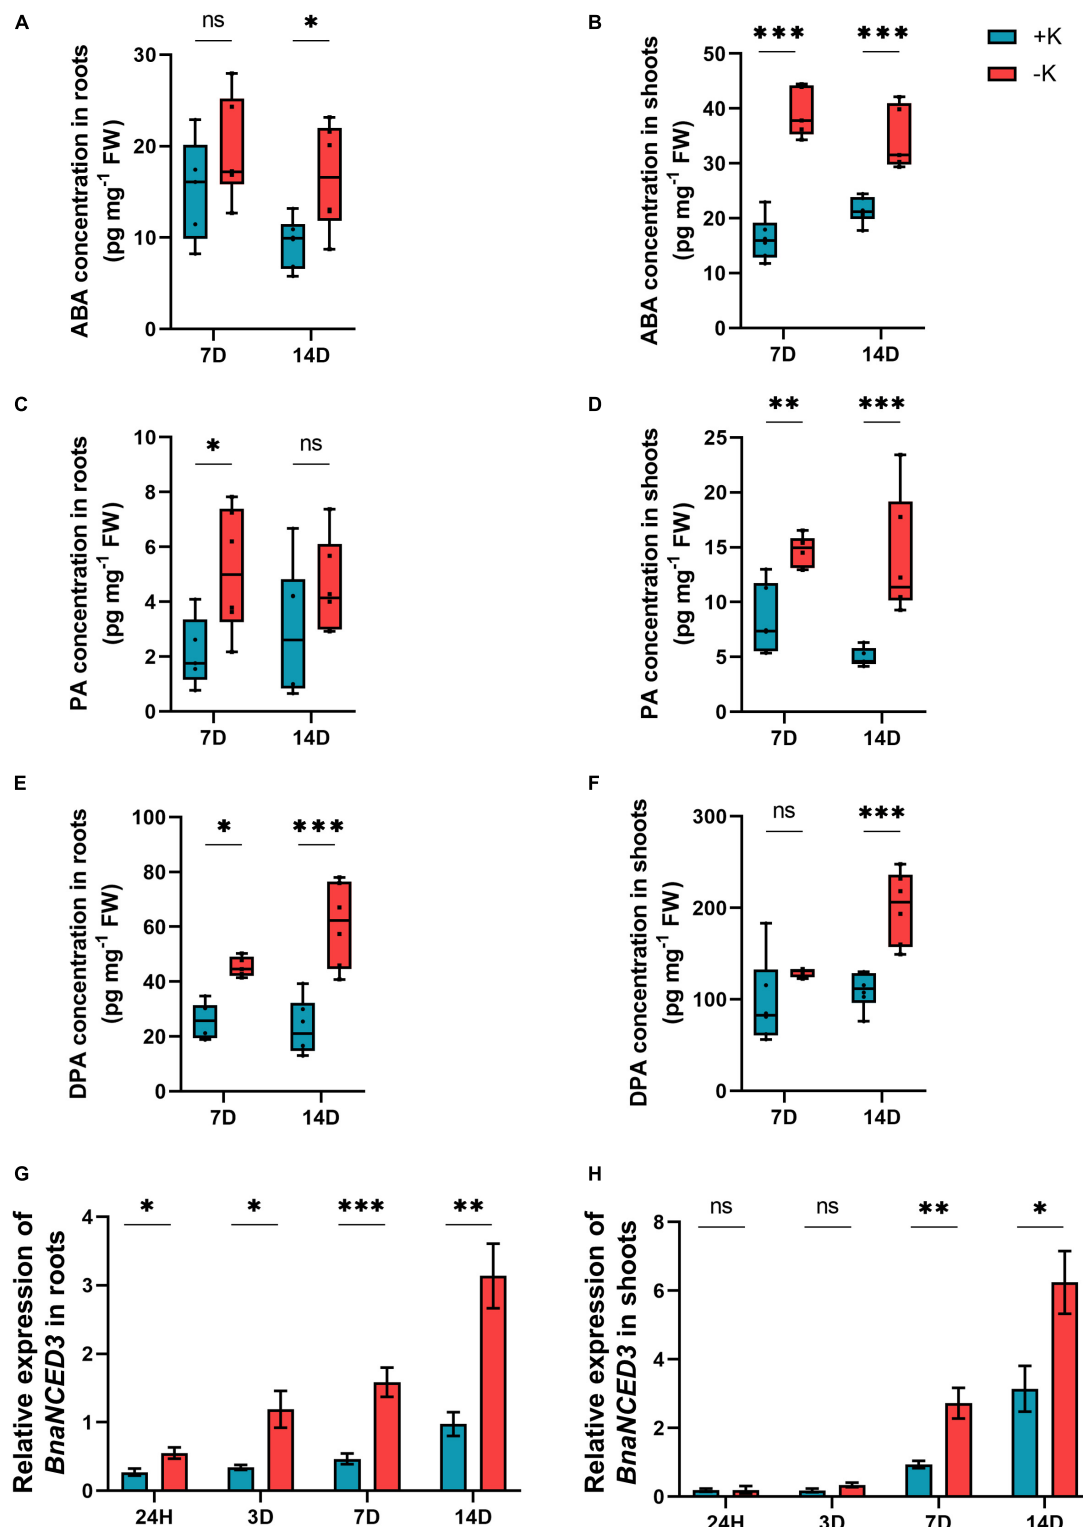 A
ns
*
ABA concentration in roots
(pg mg-1 FW)
30
20
10
0
7D
14D
B
***
***
ABA concentration in shoots
(pg mg-1 FW)
50
40
30
20
10
0
7D
14D
+K
-K
C
*
ns
PA concentration in roots
(pg mg-1 FW)
10
8
6
4
2
0
7D
14D
D
**
***
PA concentration in shoots
(pg mg-1 FW)
25
20
15
10
5
0
7D
14D
E
*
***
DPA concentration in roots
(pg mg-1 FW)
100
80
60
40
20
0
7D
14D
F
ns
***
DPA concentration in shoots
(pg mg-1 FW)
300
200
100
0
7D
14D
G
*
*
***
**
Relative expression of
BnaNCED3 in roots
4
3
2
1
0
24H
3D
7D
14D
H
ns
ns
**
*
Relative expression of
BnaNCED3 in shoots
8
6
4
2
0
24H
3D
7D
14D